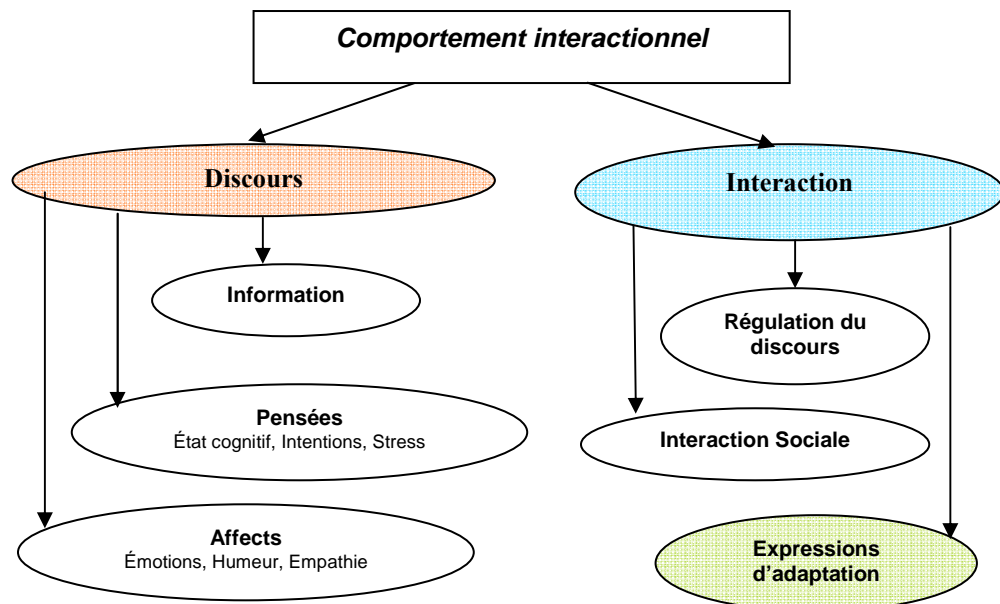 Comportement interactionnel
Discours
Interaction
Information
Régulation du
discours
Pensées
État cognitif, Intentions, Stress
Interaction Sociale
Affects
Émotions, Humeur, Empathie
Expressions
d’adaptation